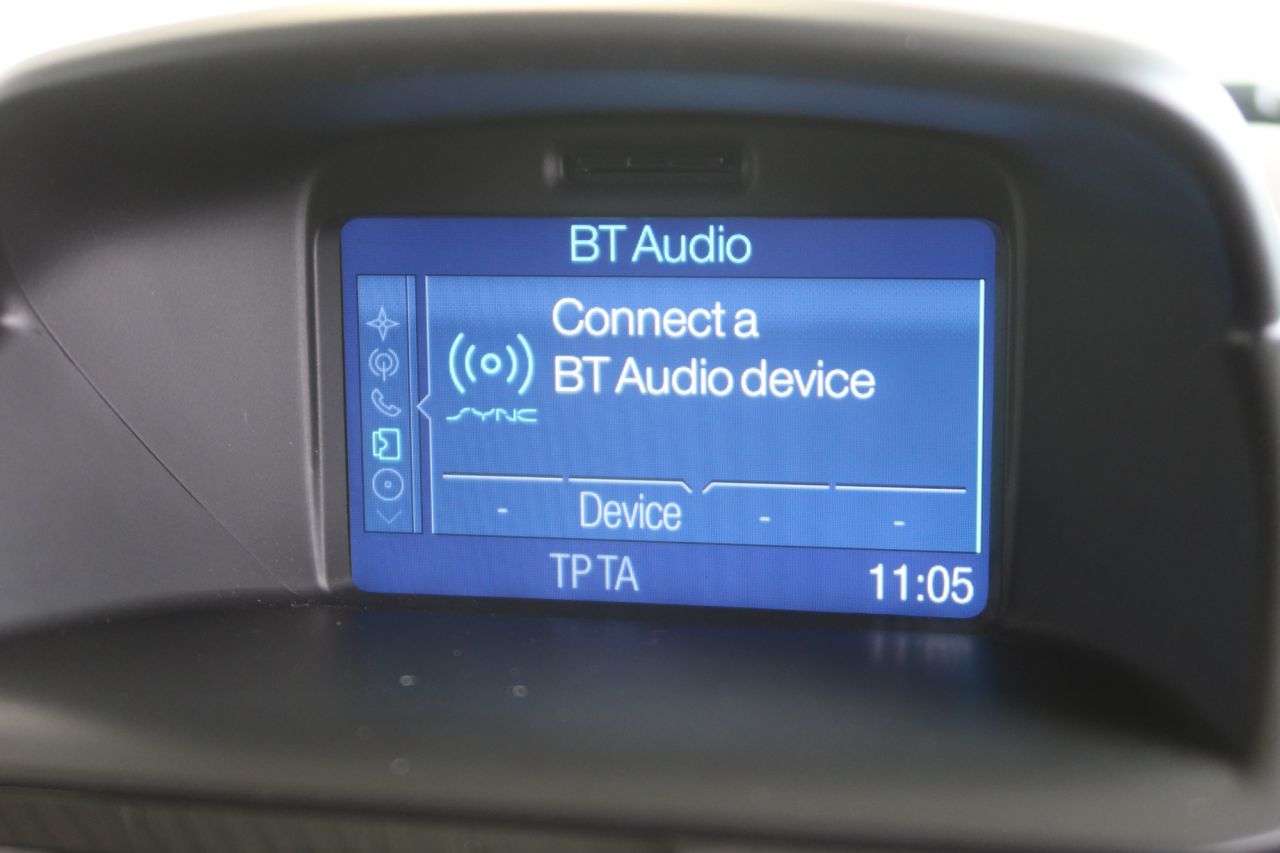 BT Audio
Connect a
BT Audio device
SYNC
- Device - -
TP TA
11:05